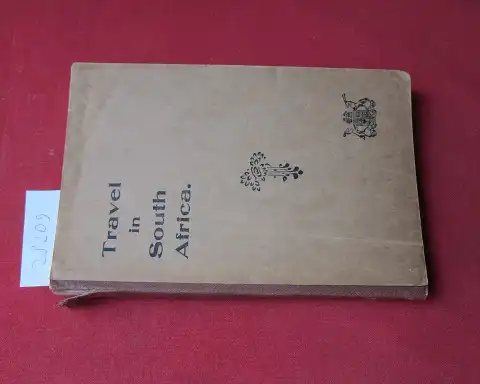 Travel
in
South
Africa.